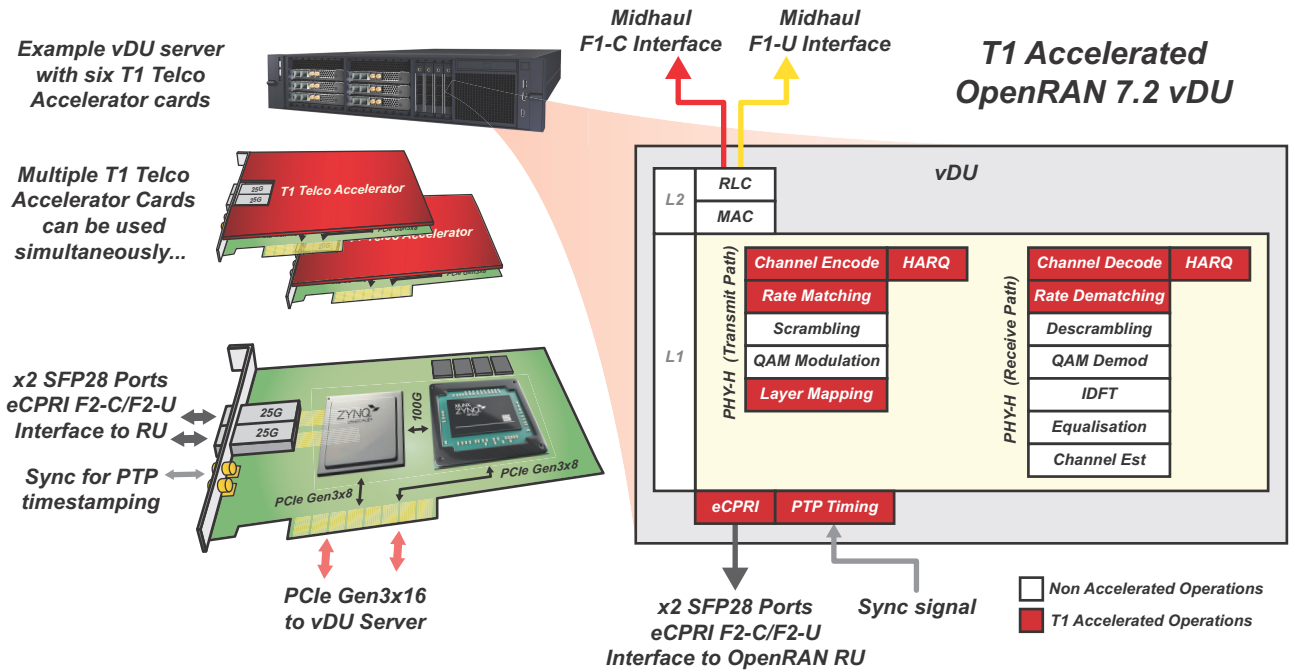 Example vDU server
with six T1 Telco
Accelerator cards
Midhaul
F1-C Interface
Midhaul
F1-U Interface
T1 Accelerated
OpenRAN 7.2 vDU
Multiple T1 Telco
Accelerator Cards
can be used
simultaneously...
25G
25G
T1 Telco Accelerator
PCIe Gen3x8
Accelerator
PCIe Gen3x8
x2 SFP28 Ports
eCPRI F2-C/F2-U
Interface to RU
Sync for PTP
timestamping
25G
25G
ZYNQ
100G
XILINX
ZYNQ
PCIe Gen3x8
PCIe Gen3x8
PCIe Gen3x16
to vDU Server
vDU
L2
RLC
MAC
L1
PHY-H (Transmit Path)
Channel Encode
HARQ
Rate Matching
Scrambling
QAM Modulation
Layer Mapping
PHY-H (Receive Path)
Channel Decode
HARQ
Rate Dematching
Descrambling
QAM Demod
IDFT
Equalisation
Channel Est
eCPRI
PTP Timing
x2 SFP28 Ports
eCPRI F2-C/F2-U
Interface to OpenRAN RU
Sync signal
Non Accelerated Operations
T1 Accelerated Operations